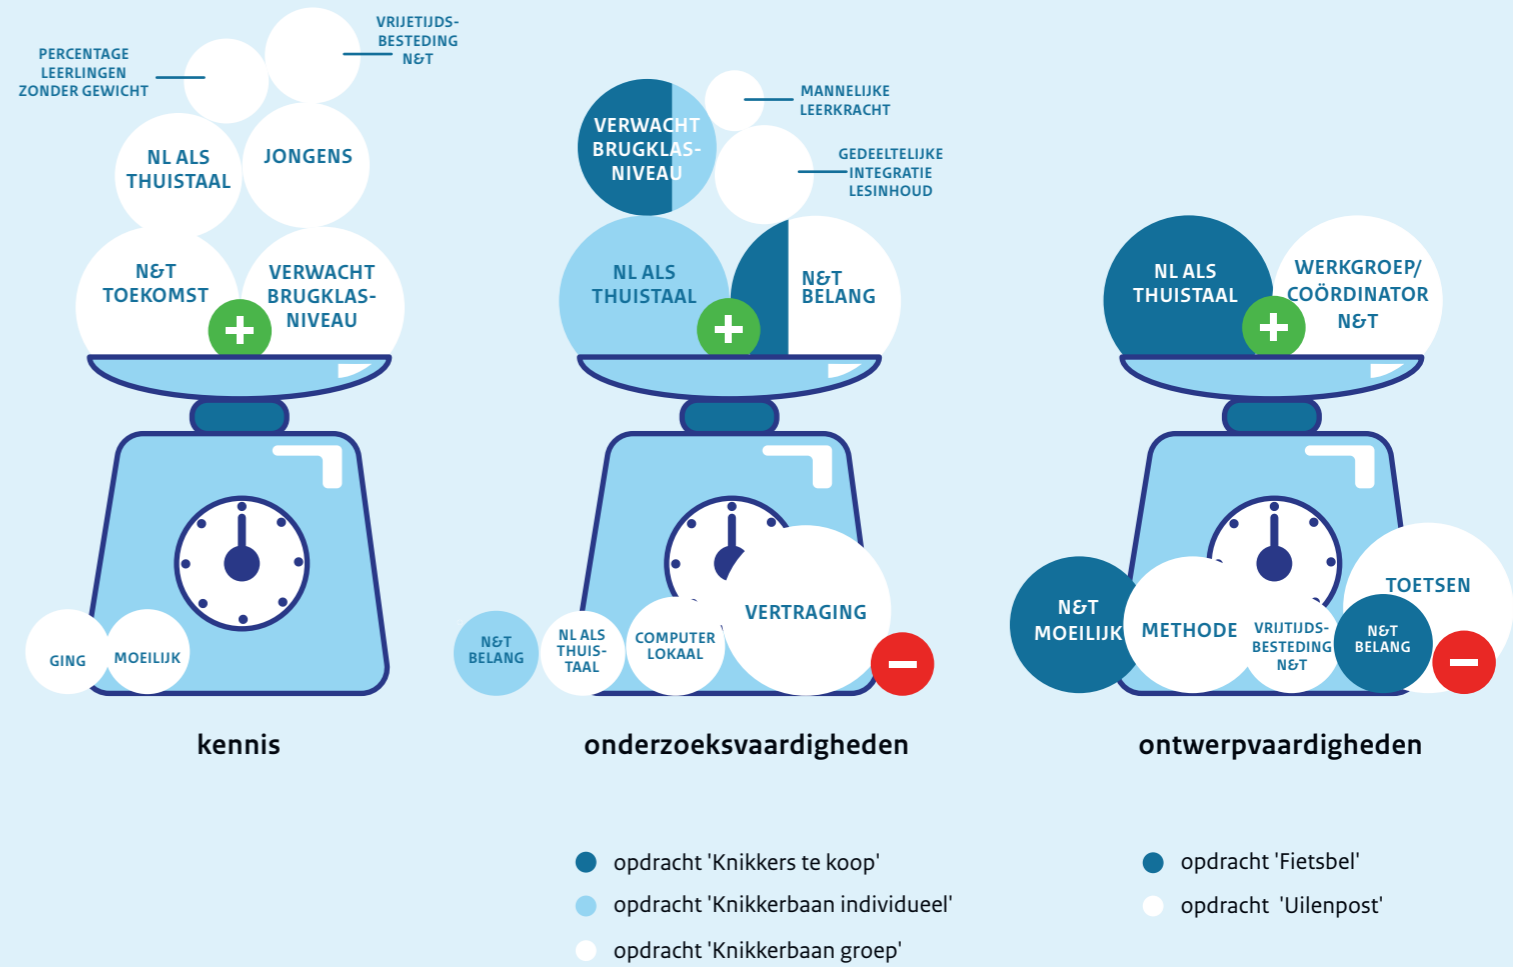 PERCENTAGE
LEERLINGEN
ZONDER GEWICHT
VRIJETIJDS-
BESTEDING
N&T
NL ALS
THUISTAAL
JONGENS
N&T
TOEKOMST
VERWACHT
BRUGKLAS-
NIVEAU
GING
MOEILIJK
kennis
VERWACHT
BRUGKLAS-
NIVEAU
MANNELIJKE
LEERKRACHT
GEDEELTELIJKE
INTEGRATIE
LESINHOUD
NL ALS
THUISTAAL
N&T
BELANG
N&T
BELANG
NL ALS
THUIS-
TAAL
COMPUTER
LOKAAL
VERTRAGING
onderzoeksvaardigheden
NL ALS
THUISTAAL
WERKGROEP/
COÖRDINATOR
N&T
N&T
MOEILIJK
METHODE
VRIJTIJDS-
BESTEDING
N&T
N&T
BELANG
TOETSEN
ontwerpvaardigheden
opdracht 'Knikkers te koop'
opdracht 'Knikkerbaan individueel'
opdracht 'Knikkerbaan groep'
opdracht 'Fietsbel'
opdracht 'Uilenpost'